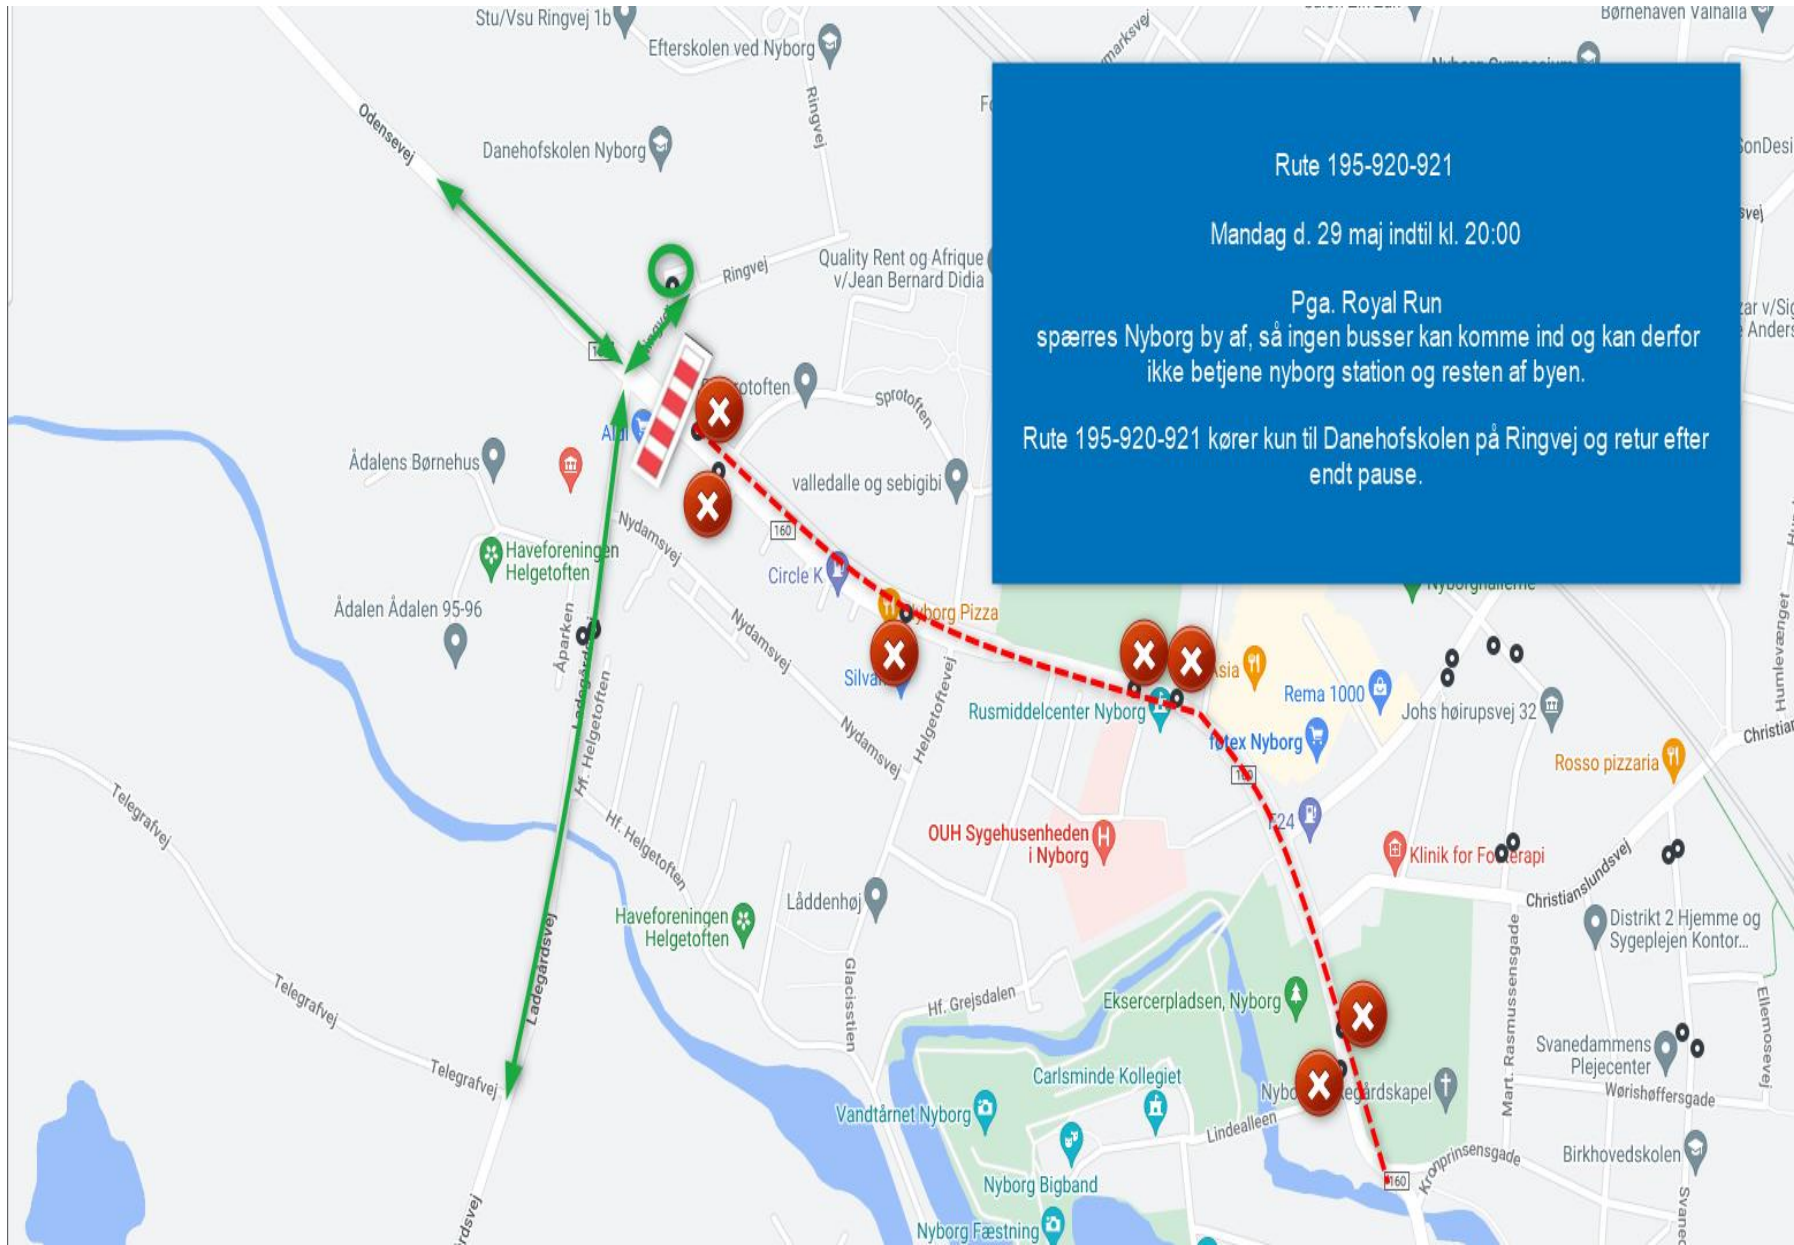 Stu/Vsu Ringvej 1b
Efterskolen ved Nyborg
Ringvej
Børnehaven Valhalla
Odensevej
Danehofskolen Nyborg
Rute 195-920-921
Mandag d. 29 maj indtil kl. 20:00
Pga. Royal Run
spærres Nyborg by af, så ingen busser kan komme ind og kan derfor
ikke betjene nyborg station og resten af byen.
Rute 195-920-921 kører kun til Danehofskolen på Ringvej og retur efter
endt pause.
Ringvej
Quality Rent og Afrique
v/Jean Bernard Didia
Sprotoften
Ådalens Børnehus
valledalle og sebigibi
Nydamsvej
160
Haveforeningen
Helgetoften
Circle K
Ådalen Ådalen 95-96
Nyborg Pizza
Åparken
Nydamsvej
Helgetoftevej
Hf. Helgetoften
Humlevænget
Rema 1000
Rusmiddelcenter Nyborg
Johs høirupsvej 32
føtex Nyborg
Nydamsvej
Rosso pizzaria
Telegrafvej
Hf. Helgetoften
OUH Sygehusenheden
i Nyborg
Christianslundsvej
Låddenhøj
Haveforeningen
Helgetoften
Distrikt 2 Hjemme og
Sygeplejen Kontor...
Mart. Rasmussensgade
Ladegårdsvej
Glacisstien
Telegrafvej
Hf. Grejsdalen
Eksercerpladsen, Nyborg
Ellemosevej
Svanedammens
Plejecenter
Telegrafvej
Carlsminde Kollegiet
Wørishøffersgade
Vandtårnet Nyborg
Lindealleen
Kronprinsensgade
Birkhovedskolen
160
Nyborg Bigband
Nyborg Fæstning